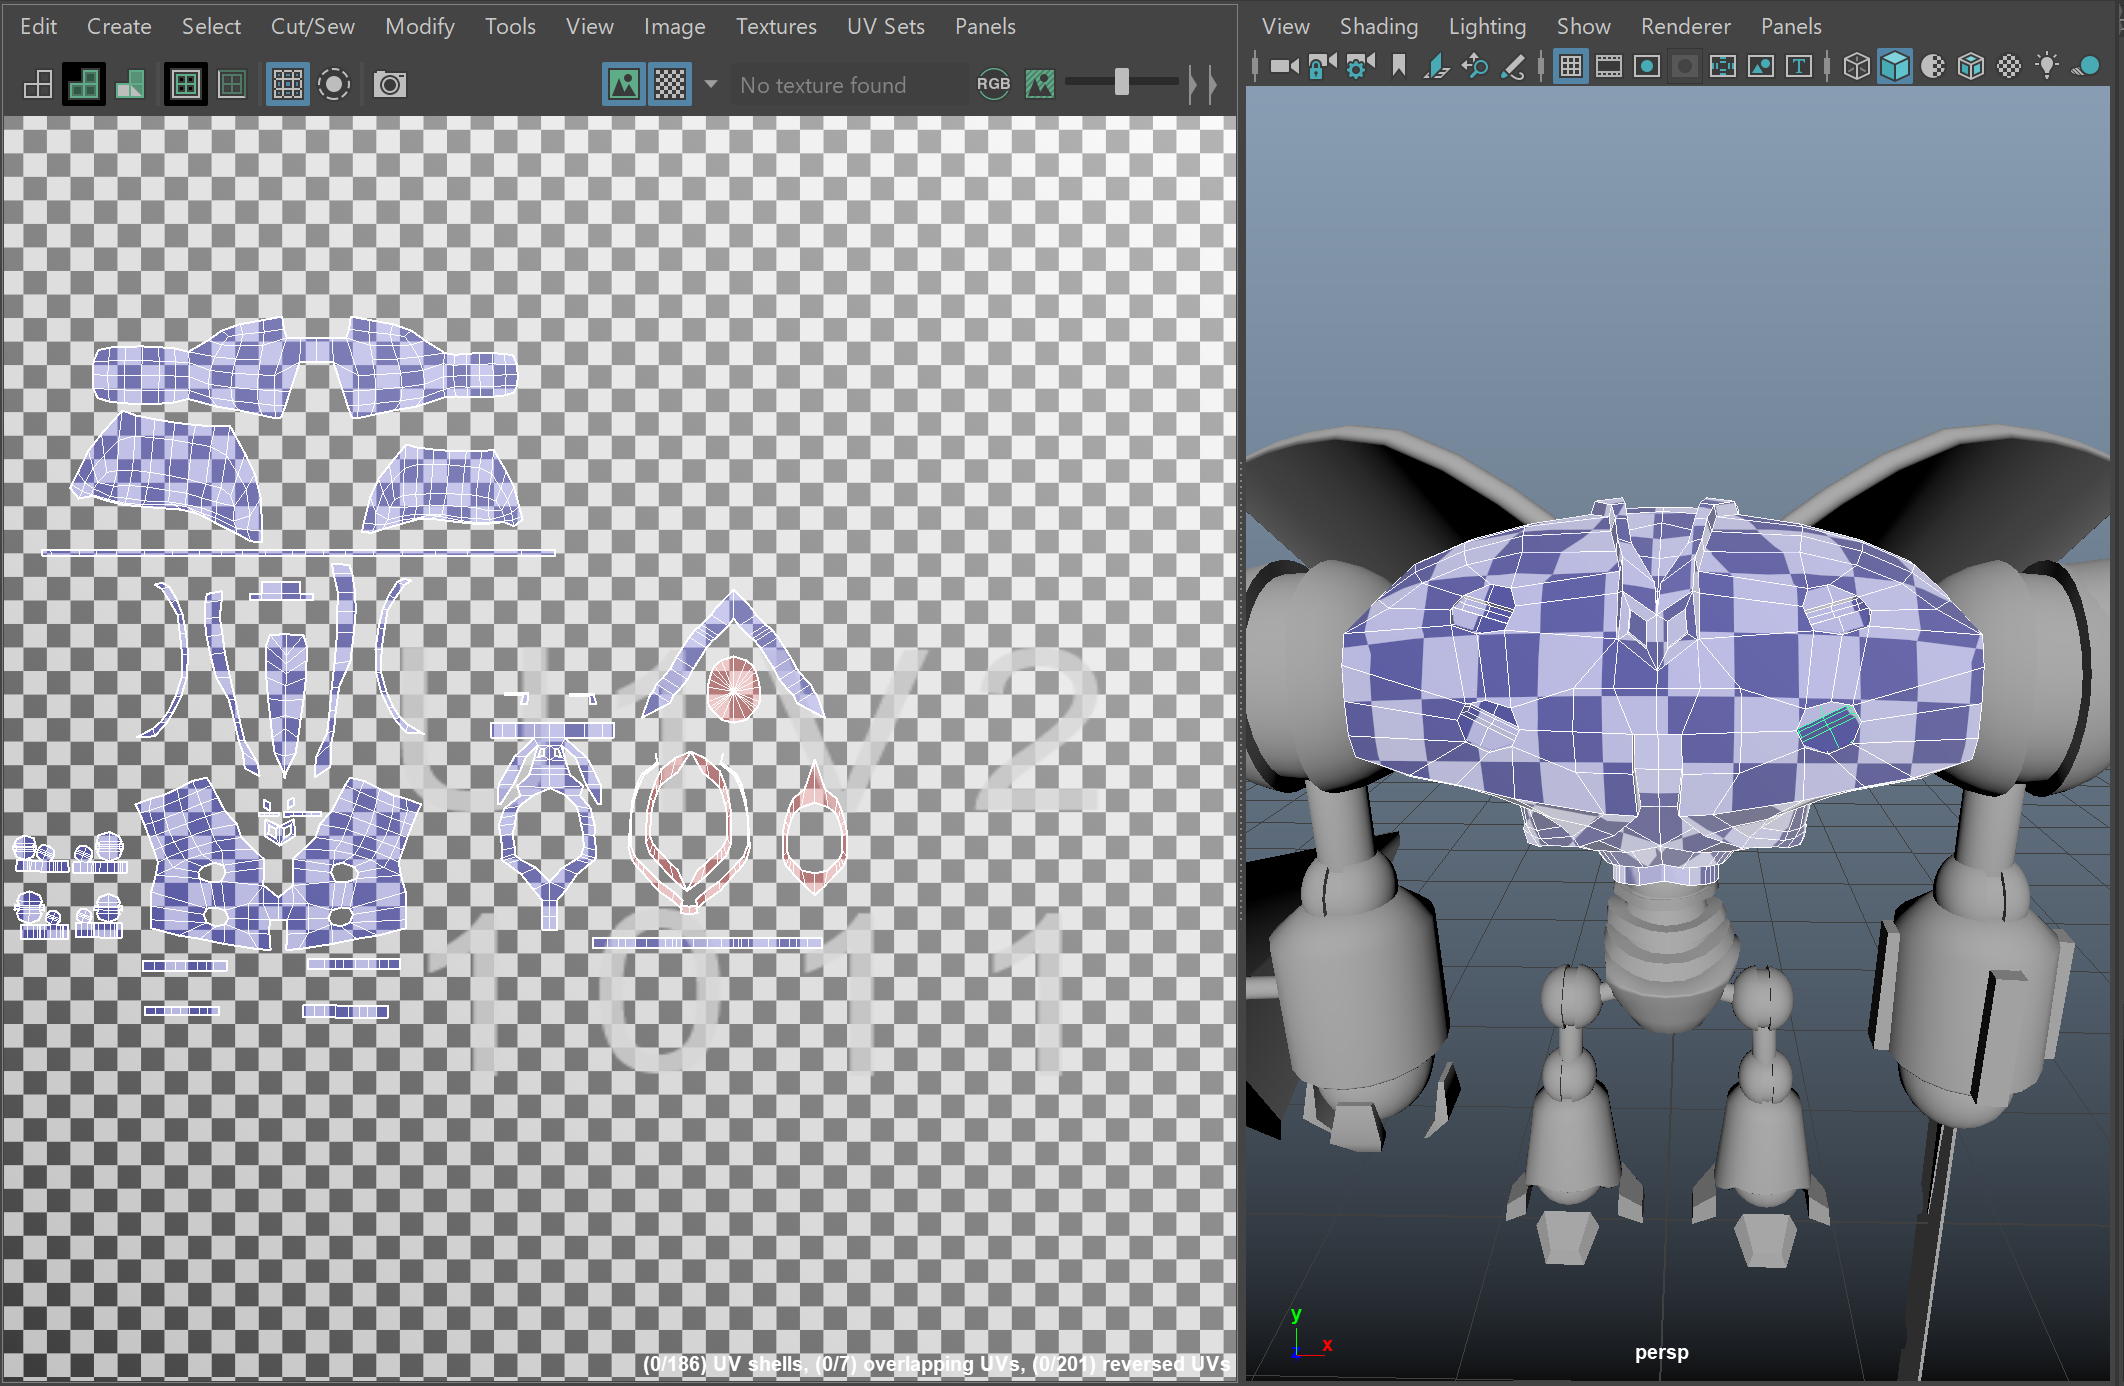 Edit Create Select Cut/Sew Modify Tools View Image Textures UV Sets Panels
No texture found
RGB
U1V2
1 0 1 1
(0/186) UV shells, (0/7) overlapping UVs, (0/201) reversed UVs
View Shading Lighting Show Renderer Panels
T
y
x
persp